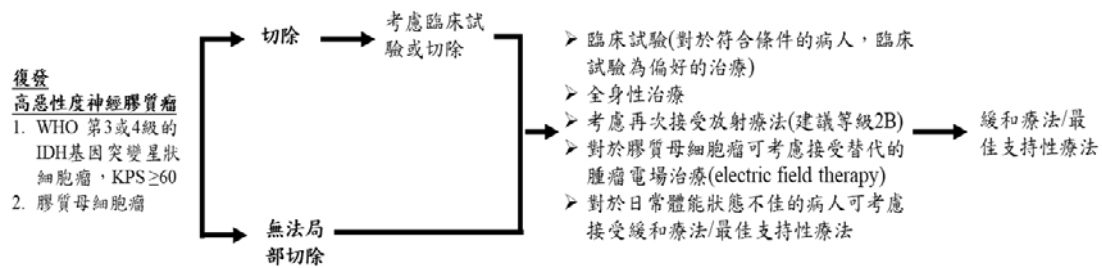 復發
高惡性度神經膠質瘤
1. WHO 第3或4級的
IDH基因突變星狀
細胞瘤，KPS ≥60
2. 膠質母細胞瘤
切除
考慮臨床試
驗或切除
無法局
部切除
➢ 臨床試驗(對於符合條件的病人，臨床
試驗為偏好的治療)
➢ 全身性治療
➢ 考慮再次接受放射療法(建議等級2B)
➢ 對於膠質母細胞瘤可考慮接受替代的
腫瘤電場治療(electric field therapy)
➢ 對於日常體能狀態不佳的病人可考慮
接受緩和療法/最佳支持性療法
緩和療法/最
佳支持性療法